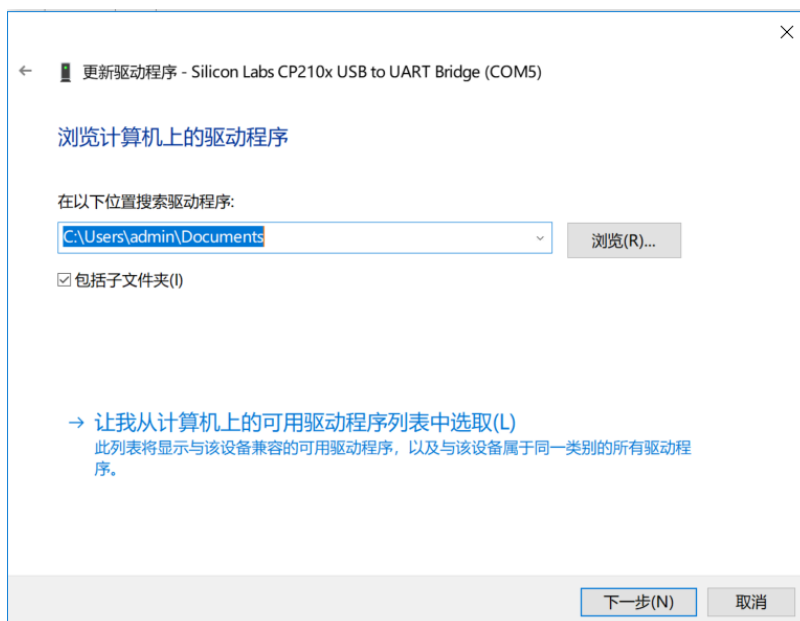 更新驱动程序 - Silicon Labs CP210x USB to UART Bridge (COM5)
浏览计算机上的驱动程序
在以下位置搜索驱动程序:
C:\Users\admin\Documents
浏览(R)...
包括子文件夹(I)
让我从计算机上的可用驱动程序列表中选取(L)
此列表将显示与该设备兼容的可用驱动程序，以及与该设备属于同一类别的所有驱动程
序。
下一步(N)
取消